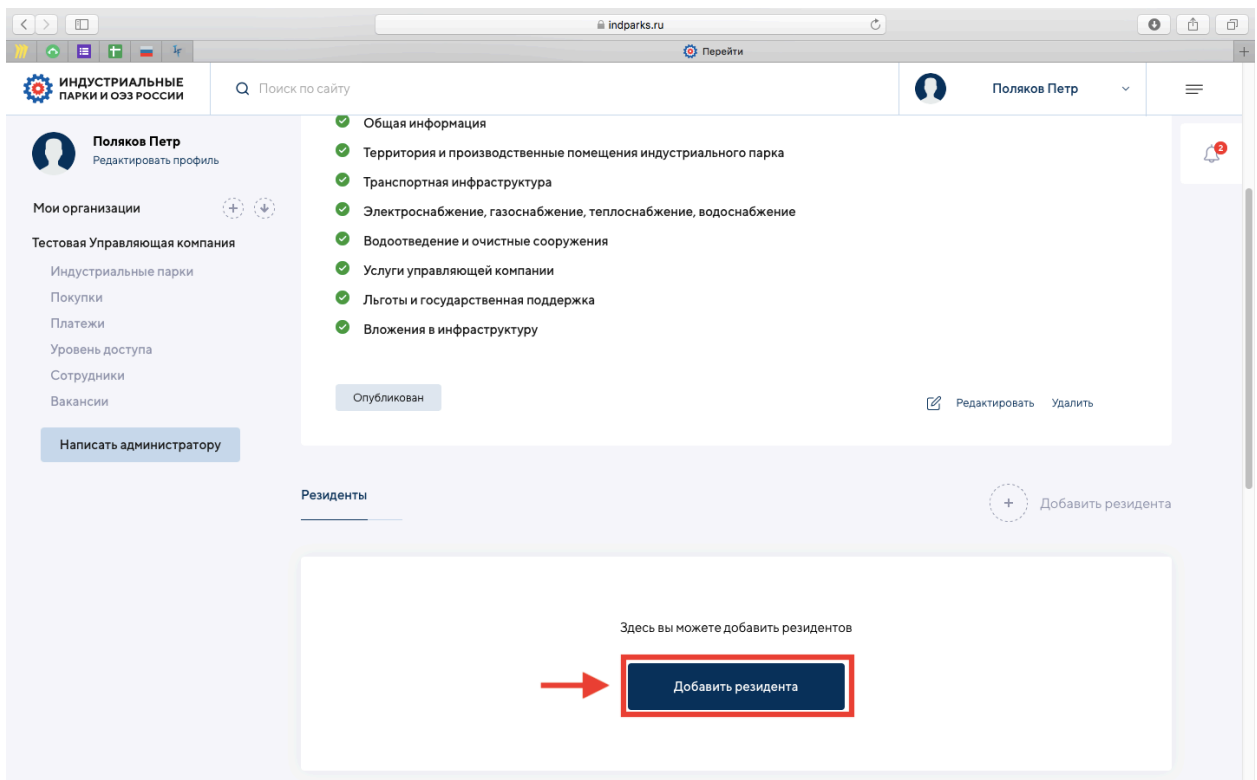 indparks.ru
Перейти
ИНДУСТРИАЛЬНЫЕ
ПАРКИ И ОЭЗ РОССИИ
Поиск по сайту
Поляков Петр
Поляков Петр
Редактировать профиль
2
Мои организации
Тестовая Управляющая компания
Индустриальные парки
Покупки
Платежи
Уровень доступа
Сотрудники
Вакансии
Написать администратору
Общая информация
Территория и производственные помещения индустриального парка
Транспортная инфраструктура
Электроснабжение, газоснабжение, теплоснабжение, водоснабжение
Водоотведение и очистные сооружения
Услуги управляющей компании
Льготы и государственная поддержка
Вложения в инфраструктуру
Опубликован
Редактировать Удалить
Резиденты
+ Добавить резидента
Здесь вы можете добавить резидентов
Добавить резидента